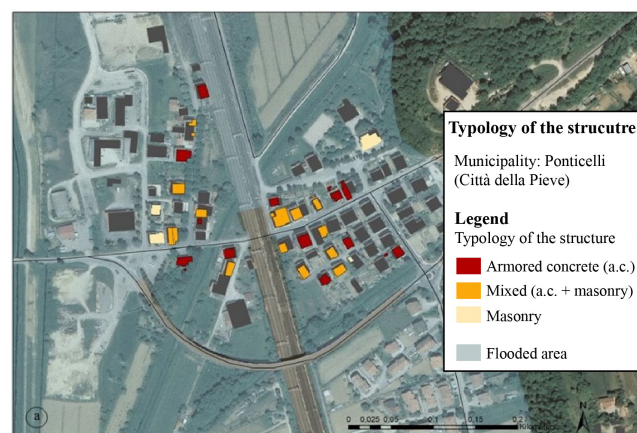 Typology of the strucutre
Municipality: Ponticelli
(Città della Pieve)
Legend
Typology of the structure
Armored concrete (a.c.)
Mixed (a.c. + masonry)
Masonry
Flooded area
a
0 0,025 0,05 0,1 0,15 0,2
Kilometers
N